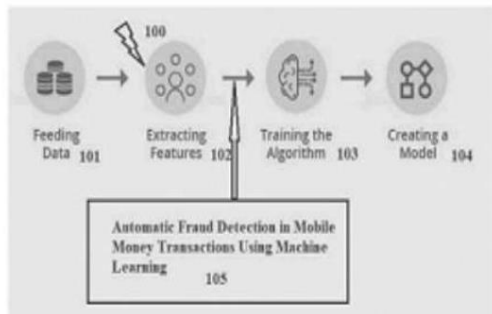 100
Feeding
Data 101
Extracting
Features 102
Training the
Algorithm 103
Creating a
Model 104
Automatic Fraud Detection in Mobile
Money Transactions Using Machine
Learning
105